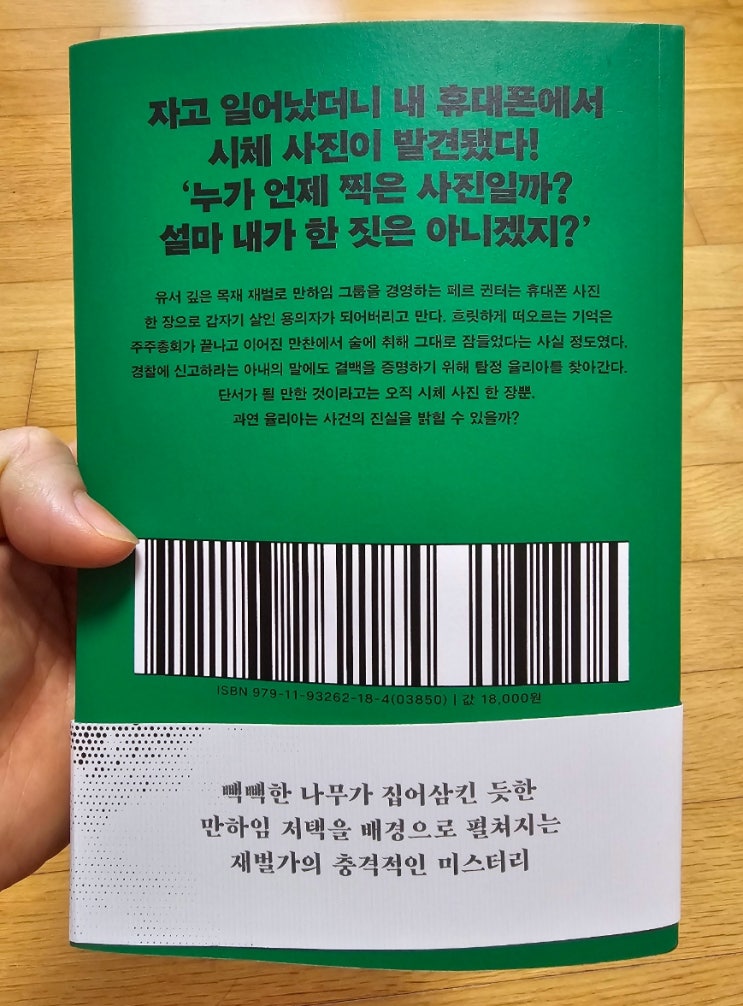 자고 일어났더니 내 휴대폰에서
시체 사진이 발견됐다!
‘누가 언제 찍은 사진일까?
설마 내가 한 짓은 아니겠지?’
유서 깊은 목재 재벌로 만하임 그룹을 경영하는 페르 귄터는 휴대폰 사진
한 장으로 갑자기 살인 용의자가 되어버리고 만다. 흐릿하게 떠오르는 기억은
주주총회가 끝나고 이어진 만찬에서 술에 취해 그대로 잠들었다는 사실 정도였다.
경찰에 신고하라는 아내의 말에도 결백을 증명하기 위해 탐정 율리아를 찾아간다.
단서가 될 만한 것이라고는 오직 시체 사진 한 장뿐.
과연 율리아는 사건의 진실을 밝힐 수 있을까?
ISBN 979-11-93262-18-4(03850) | 값 18,000원
빽빽한 나무가 집어삼킨 듯한
만하임 저택을 배경으로 펼쳐지는
재벌가의 충격적인 미스터리